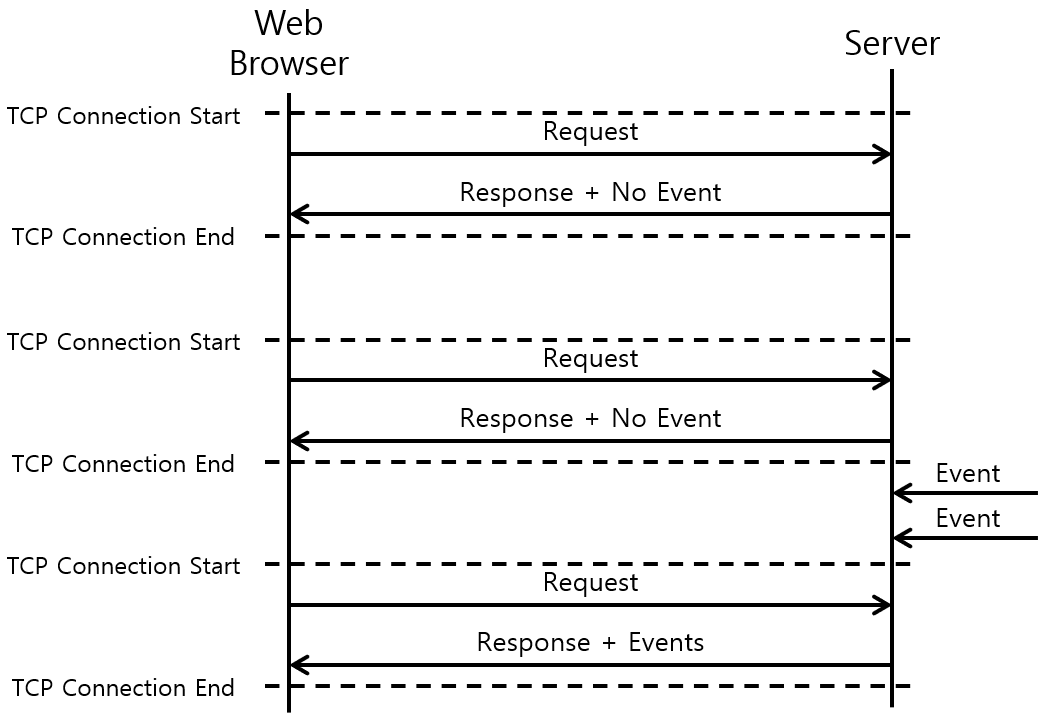 Web
Browser
Server
TCP Connection Start
Request
Response + No Event
TCP Connection End
TCP Connection Start
Request
Response + No Event
TCP Connection End
Event
Event
TCP Connection Start
Request
Response + Events
TCP Connection End